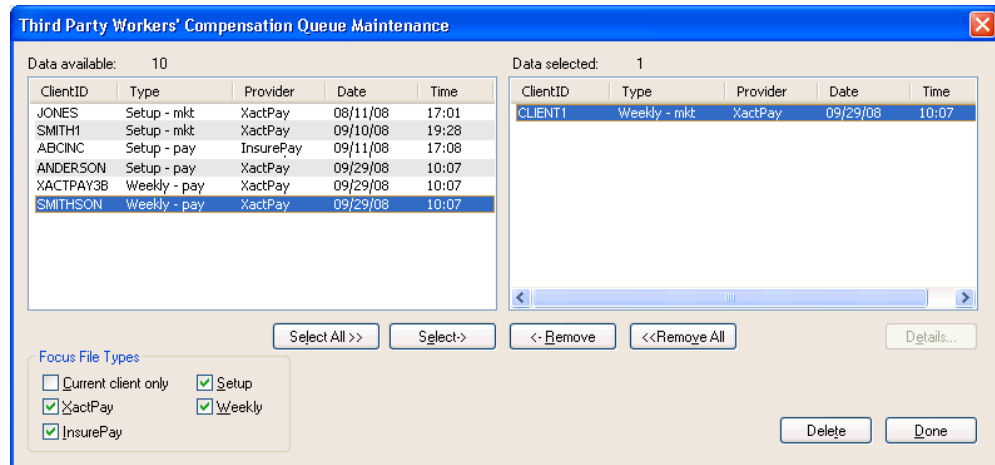 Third Party Workers' Compensation Queue Maintenance
Data available: 10
ClientID Type Provider Date Time
JONES Setup - mkt XactPay 08/11/08 17:01
SMITH1 Setup - mkt XactPay 09/10/08 19:28
ABCINC Setup - pay InsurePay 09/11/08 17:08
ANDERSON Setup - pay XactPay 09/29/08 10:07
XACTPAY3B Weekly - pay XactPay 09/29/08 10:07
SMITHSON Weekly - pay XactPay 09/29/08 10:07
Data selected: 1
ClientID Type Provider Date Time
CLIENT1 Weekly - mkt XactPay 09/29/08 10:07
Select All >> Select-> <- Remove <<Remove All Details...
Focus File Types
Current client only Setup
XactPay Weekly
InsurePay
Delete Done